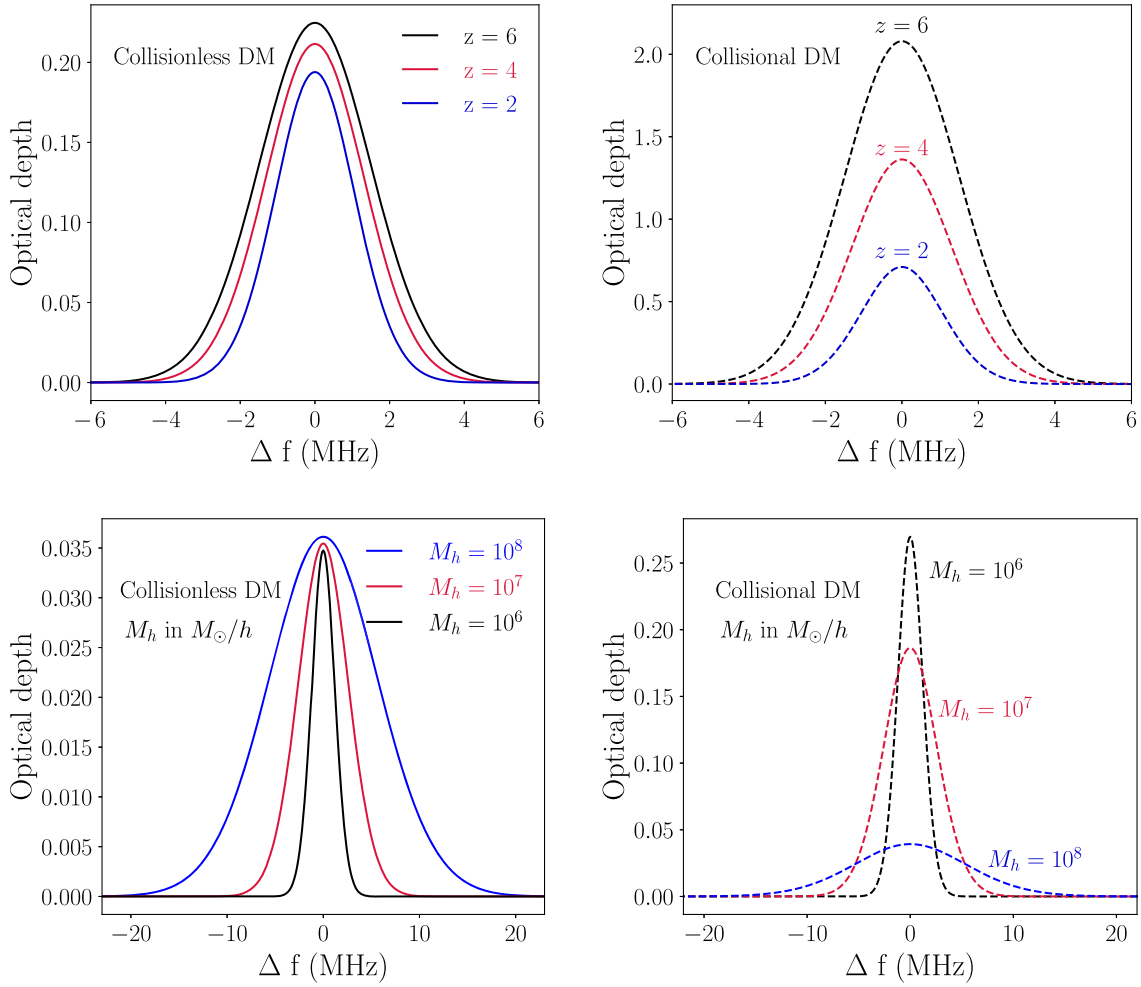 Collisionless DM
z = 6
z = 4
z = 2
Optical depth
0.20
0.15
0.10
0.05
0.00
−6 −4 −2 0 2 4 6
Δ f (MHz)
Collisional DM
z = 6
z = 4
z = 2
Optical depth
2.0
1.5
1.0
0.5
0.0
−6 −4 −2 0 2 4 6
Δ f (MHz)
Collisionless DM
M_h in M_⊙/h
M_h = 10^8
M_h = 10^7
M_h = 10^6
Optical depth
0.035
0.030
0.025
0.020
0.015
0.010
0.005
0.000
−20 −10 0 10 20
Δ f (MHz)
Collisional DM
M_h in M_⊙/h
M_h = 10^6
M_h = 10^7
M_h = 10^8
Optical depth
0.25
0.20
0.15
0.10
0.05
0.00
−20 −10 0 10 20
Δ f (MHz)